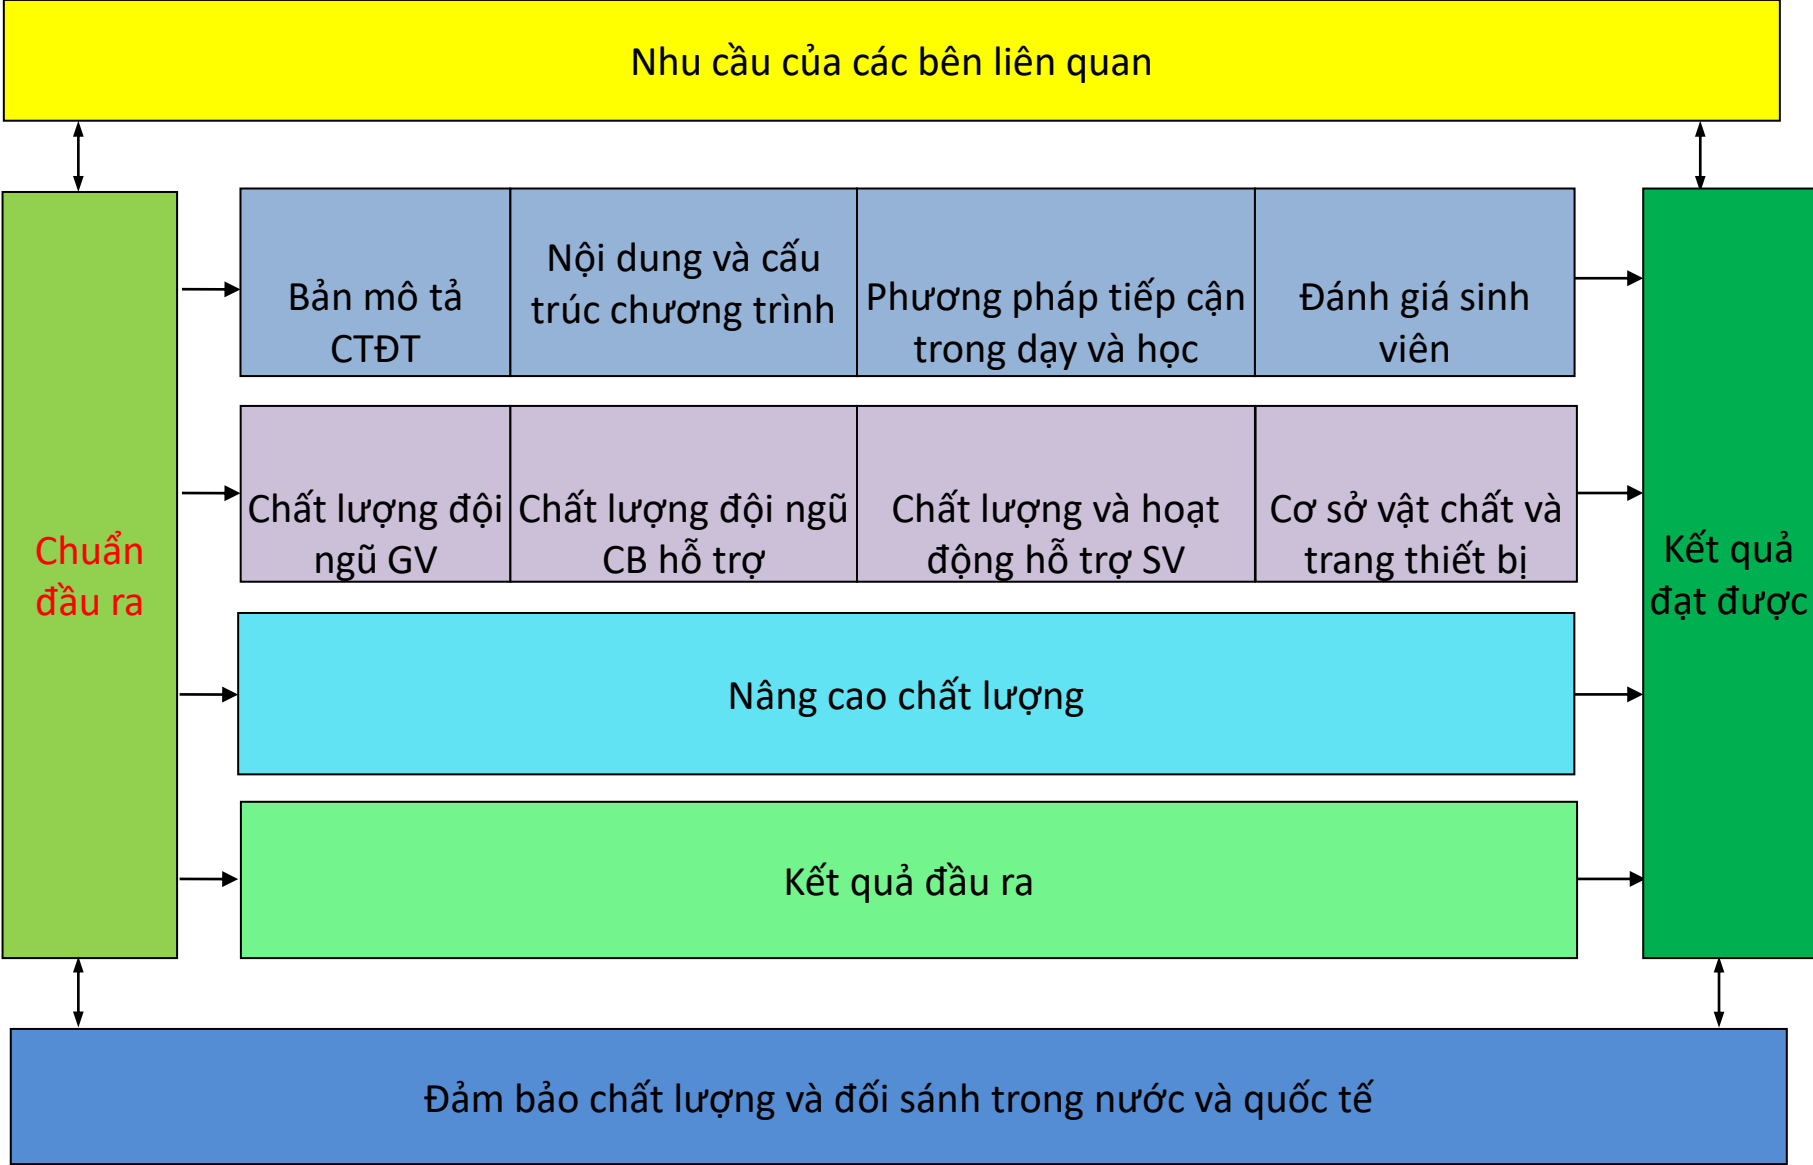 Nhu cầu của các bên liên quan
Chuẩn
đầu ra
Bản mô tả
CTĐT
Nội dung và cấu
trúc chương trình
Phương pháp tiếp cận
trong dạy và học
Đánh giá sinh
viên
Chất lượng đội
ngũ GV
Chất lượng đội ngũ
CB hỗ trợ
Chất lượng và hoạt
động hỗ trợ SV
Cơ sở vật chất và
trang thiết bị
Nâng cao chất lượng
Kết quả đầu ra
Kết quả
đạt được
Đảm bảo chất lượng và đối sánh trong nước và quốc tế